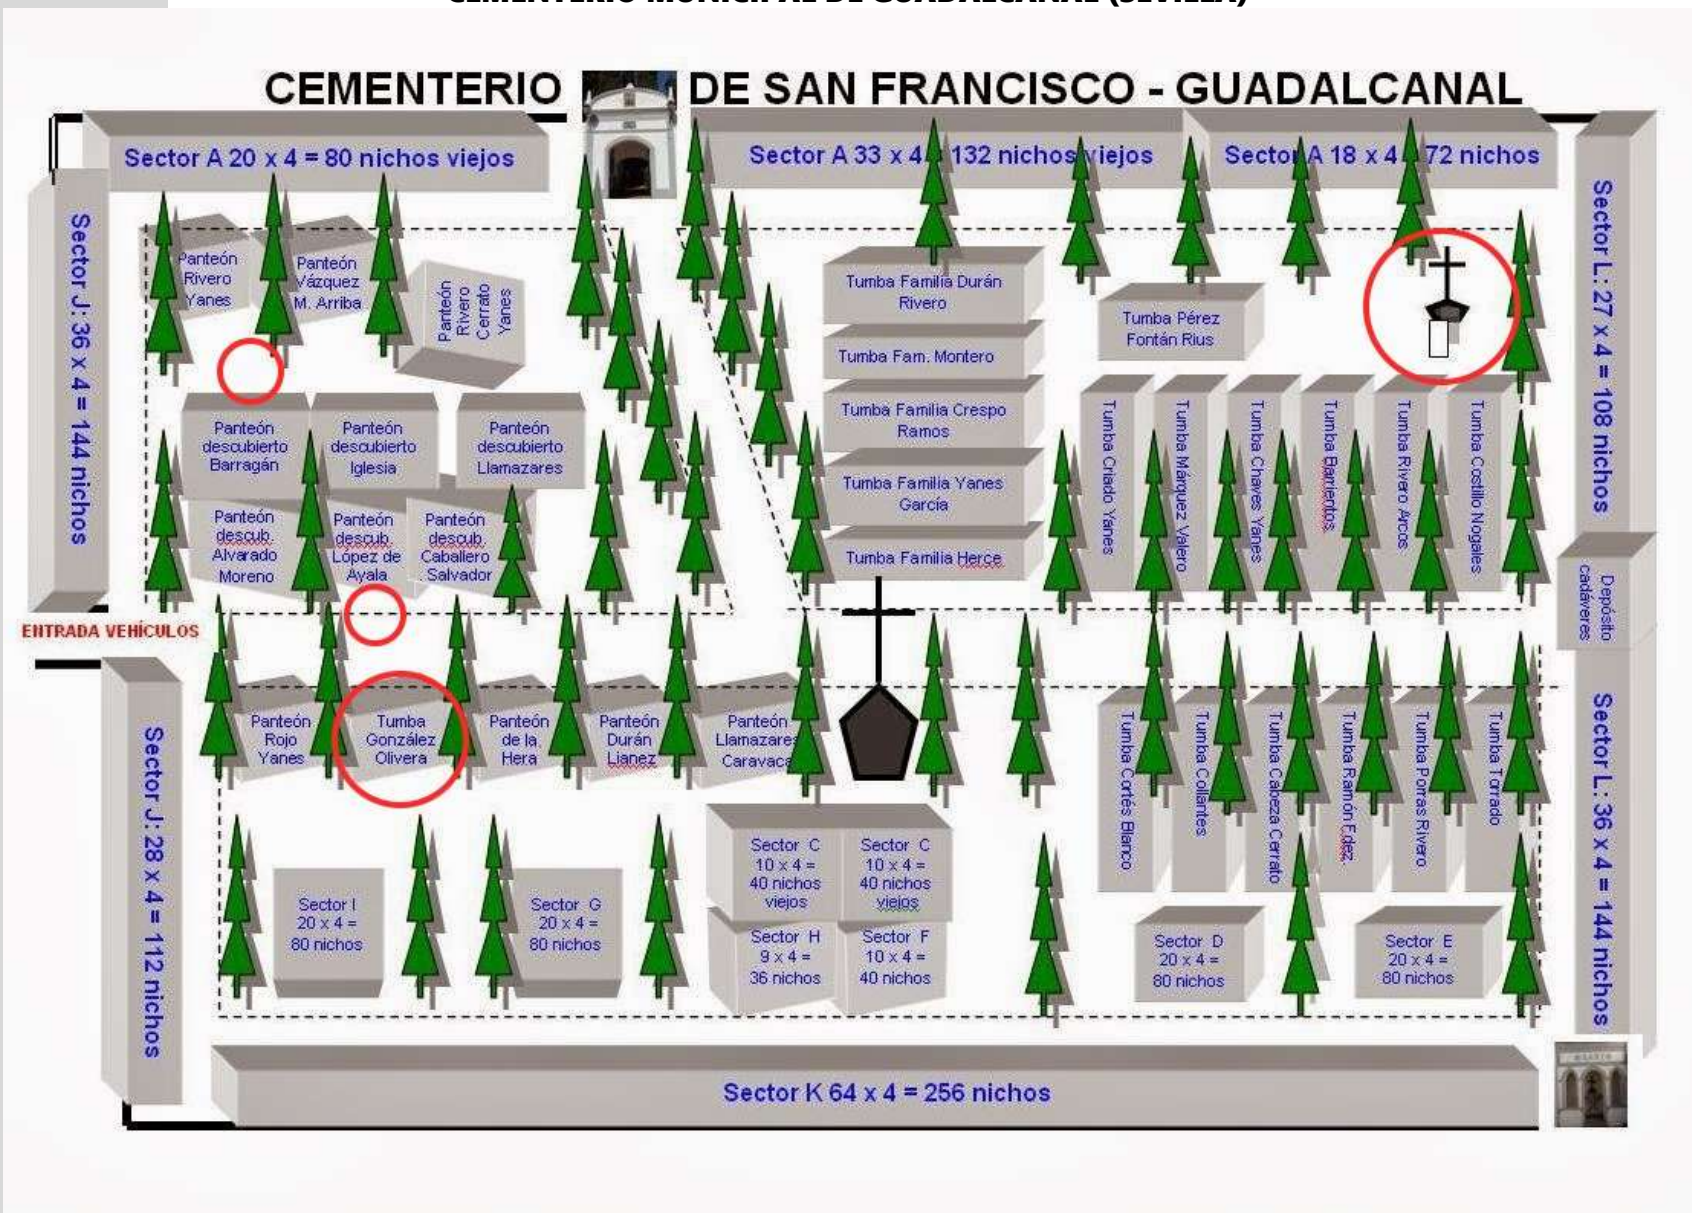 CEMENTERIO MUNICIPAL DE GUADALCANAL (SEVILLA)
CEMENTERIO DE SAN FRANCISCO - GUADALCANAL
Sector A 20 x 4 = 80 nichos viejos
Sector A 33 x 4 132 nichos viejos
Sector A 18 x 4 72 nichos
Sector J: 36 x 4 = 144 nichos
Sector L: 27 x 4 = 108 nichos
Panteón
Rivero
Yanes
Panteón
Vázquez
M. Arriba
Panteón
Rivero
Cerrato
Yanes
Tumba Familia Durán
Rivero
Tumba Fam. Montero
Tumba Familia Crespo
Ramos
Tumba Familia Yanes
García
Tumba Familia Herce
Tumba Pérez
Fontán Rius
Panteón
descubierto
Barragán
Panteón
descubierto
Iglesia
Panteón
descubierto
Llamazares
Panteón
descub.
Alvarado
Moreno
Panteón
descub.
López de
Ayala
Panteón
descub.
Caballero
Salvador
Tumba Criado Yanes
Tumba Márquez Valero
Tumba Chaves Yanes
Tumba Barrientos
Tumba Rivero Arcos
Tumba Costillo Nogales
Depósito
cadáveres
ENTRADA VEHÍCULOS
Panteón
Rojo
Yanes
Tumba
González
Olivera
Panteón
de la
Hera
Panteón
Durán
Lianez
Panteón
Llamazares
Caravaca
Tumba Cortés Blanco
Tumba Collantes
Tumba Cabeza Cerrato
Tumba Ramón Fdez.
Tumba Porras Rivero
Tumba Torrado
Sector J: 28 x 4 = 112 nichos
Sector L: 36 x 4 = 144 nichos
Sector I
20 x 4 =
80 nichos
Sector G
20 x 4 =
80 nichos
Sector C
10 x 4 =
40 nichos
viejos
Sector C
10 x 4 =
40 nichos
viejos
Sector H
9 x 4 =
36 nichos
Sector F
10 x 4 =
40 nichos
Sector D
20 x 4 =
80 nichos
Sector E
20 x 4 =
80 nichos
Sector K 64 x 4 = 256 nichos